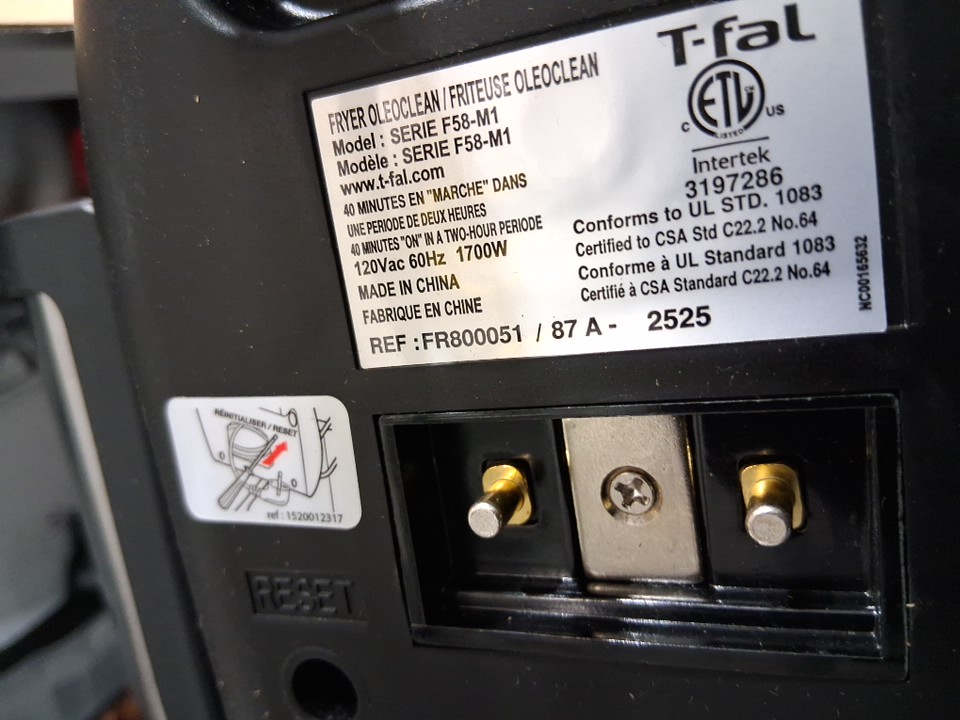 T-fal
FRYER OLEOCLEAN / FRITEUSE OLEOCLEAN
Model : SERIE F58-M1
Modèle : SERIE F58-M1
www.t-fal.com
40 MINUTES EN "MARCHE" DANS
UNE PERIODE DE DEUX HEURES
40 MINUTES "ON" IN A TWO-HOUR PERIODE
120Vac 60Hz 1700W
MADE IN CHINA
FABRIQUE EN CHINE
REF : FR800051 / 87 A - 2525
ETL CM
LISTED
C US
Intertek
3197286
Conforms to UL STD. 1083
Certified to CSA Std C22.2 No.64
Conforme à UL Standard 1083
Certifié à CSA Standard C22.2 No.64
NC00165632
RÉINITIALISER / RESET
ref : 1520012317
RESET